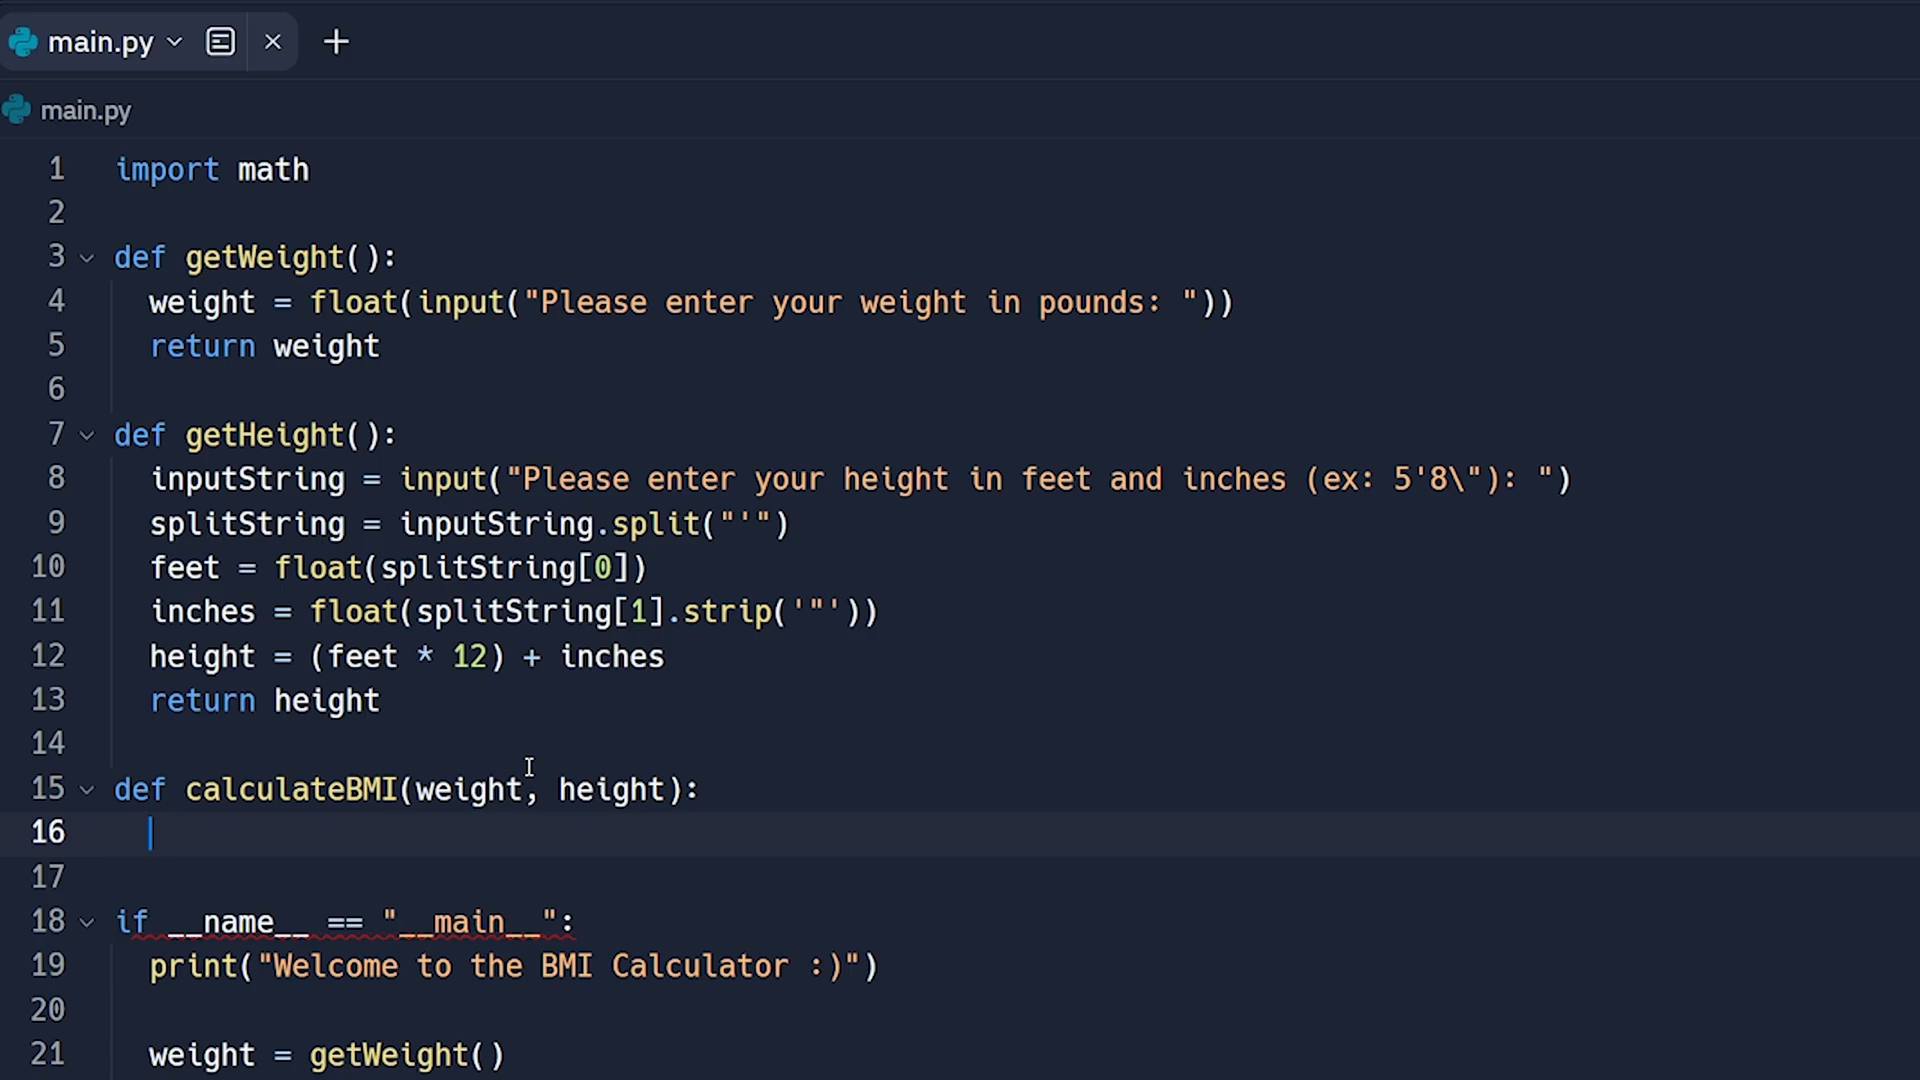 main.py
main.py
1 import math
2
3 def getWeight():
4 weight = float(input("Please enter your weight in pounds: "))
5 return weight
6
7 def getHeight():
8 inputString = input("Please enter your height in feet and inches (ex: 5'8\"): ")
9 splitString = inputString.split("'")
10 feet = float(splitString[0])
11 inches = float(splitString[1].strip('"'))
12 height = (feet * 12) + inches
13 return height
14
15 def calculateBMI(weight, height):
16
17
18 if __name__ == "__main__":
19 print("Welcome to the BMI Calculator :)")
20
21 weight = getWeight()